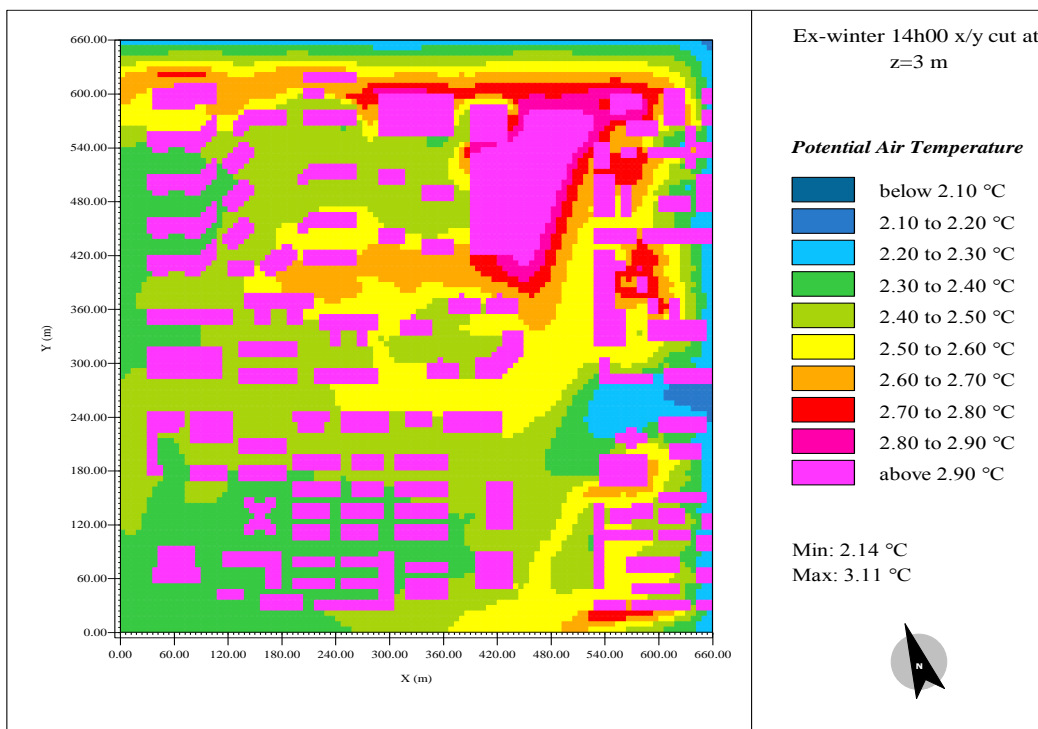 Ex-winter 14h00 x/y cut at
z=3 m
Potential Air Temperature
below 2.10 °C
2.10 to 2.20 °C
2.20 to 2.30 °C
2.30 to 2.40 °C
2.40 to 2.50 °C
2.50 to 2.60 °C
2.60 to 2.70 °C
2.70 to 2.80 °C
2.80 to 2.90 °C
above 2.90 °C
Min: 2.14 °C
Max: 3.11 °C
N
Y (m)
660.00
600.00
540.00
480.00
420.00
360.00
300.00
240.00
180.00
120.00
60.00
0.00
0.00 60.00 120.00 180.00 240.00 300.00 360.00 420.00 480.00 540.00 600.00 660.00
X (m)